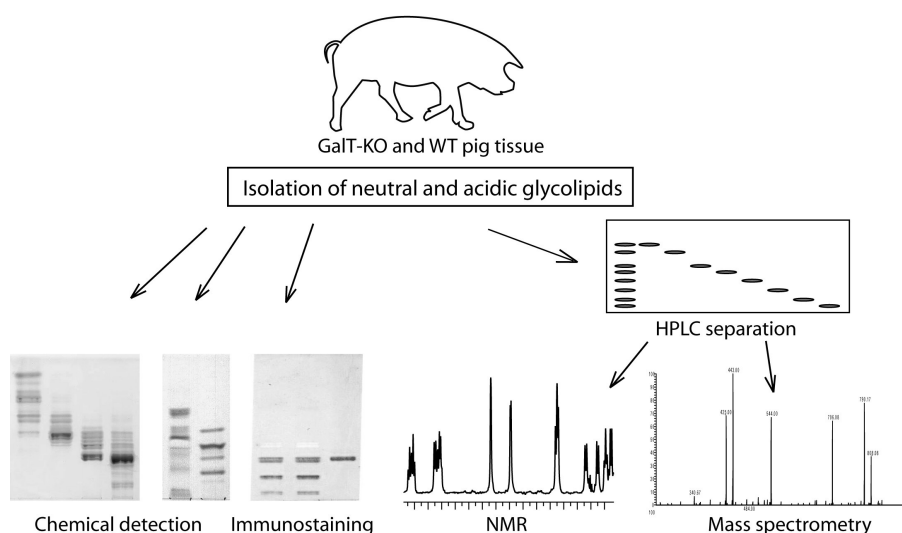 GalT-KO and WT pig tissue
Isolation of neutral and acidic glycolipids
HPLC separation
Chemical detection
Immunostaining
NMR
Mass spectrometry